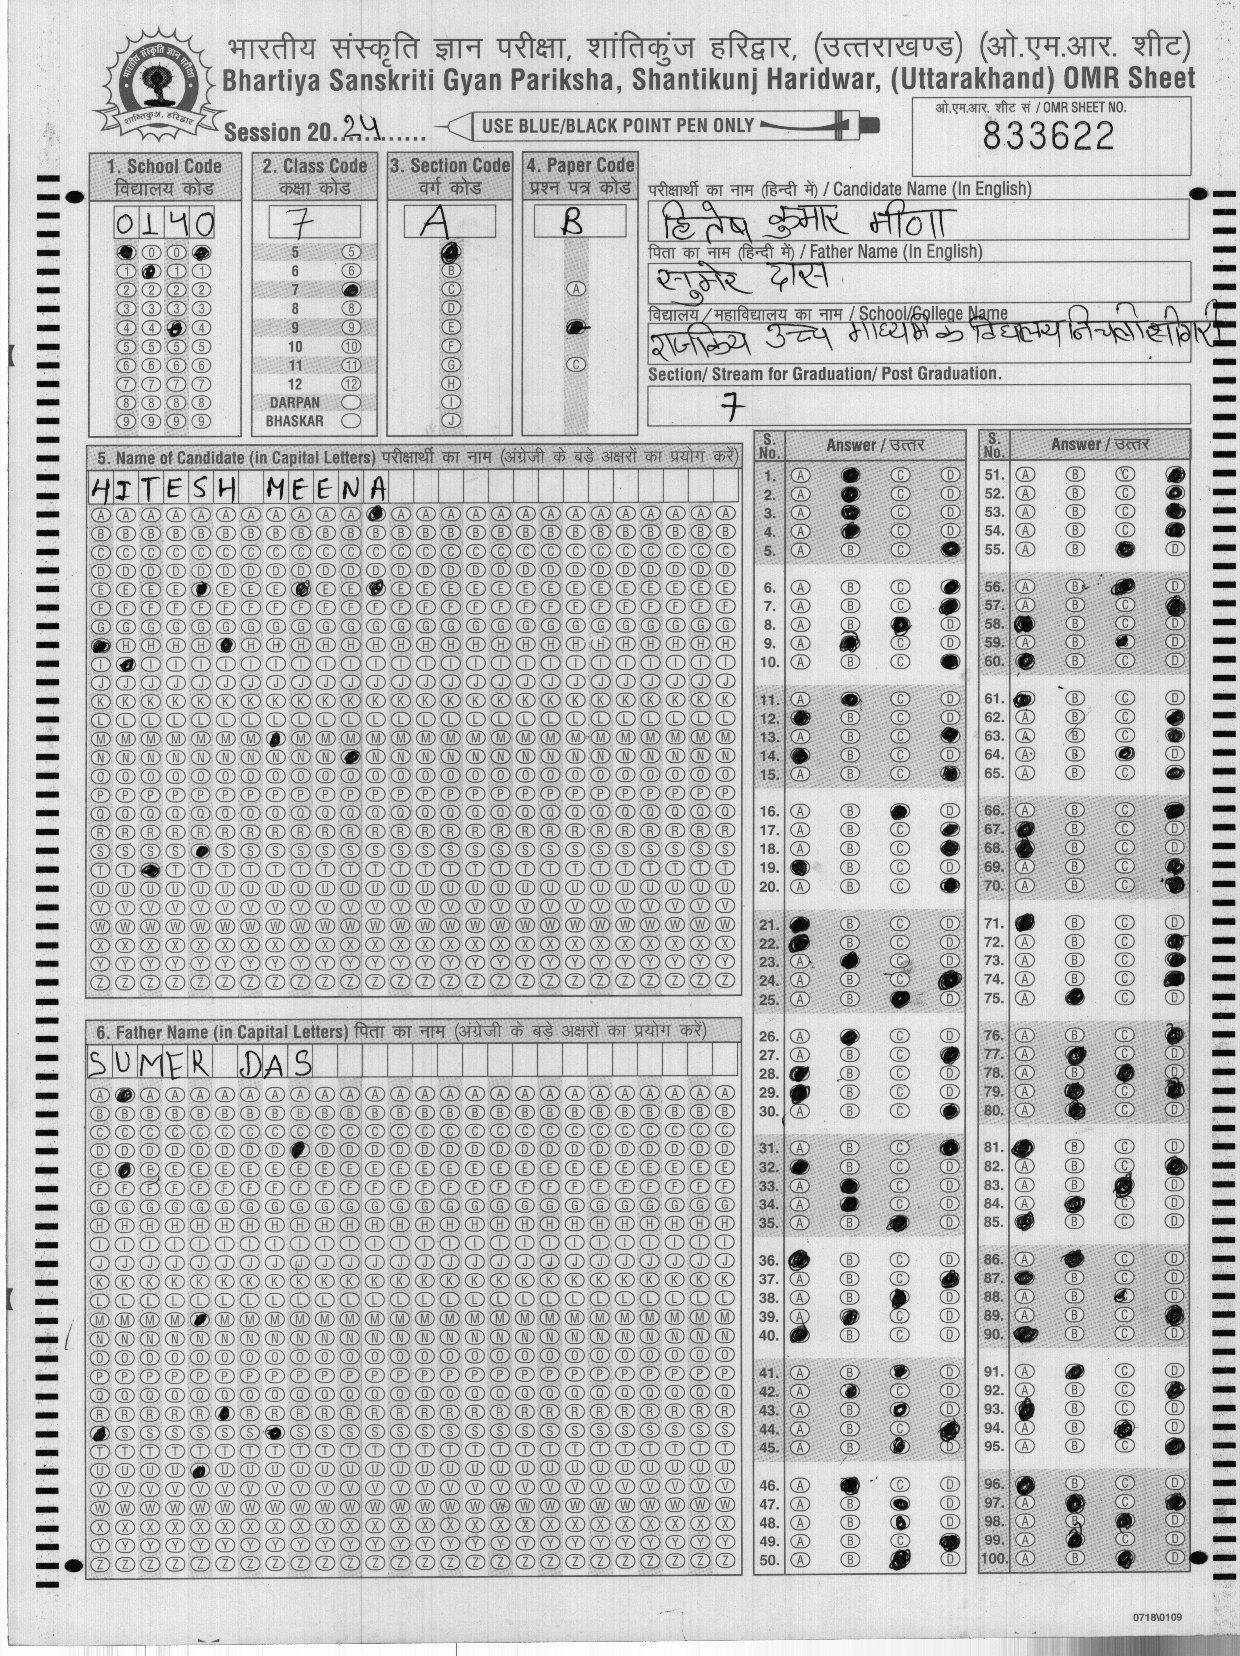 भारतीय संस्कृति ज्ञान परीक्षा, शांतिकुंज हरिद्वार, (उत्तराखण्ड) (ओ.एम.आर. शीट)
Bhartiya Sanskriti Gyan Pariksha, Shantikunj Haridwar, (Uttarakhand) OMR Sheet
Session 20..24............
USE BLUE/BLACK POINT PEN ONLY
ओ.एम.आर. शीट सं / OMR SHEET NO.
833622
1. School Code
विद्यालय कोड
0140
2. Class Code
कक्षा कोड
7
5
6
7
8
9
10
11
12
DARPAN
BHASKAR
3. Section Code
वर्ग कोड
A
4. Paper Code
प्रश्न पत्र कोड
B
परीक्षार्थी का नाम (हिन्दी में) / Candidate Name (In English)
हितेष कुमार मीणा
पिता का नाम (हिन्दी में) / Father Name (In English)
सुमेर दास
विद्यालय / महाविद्यालय का नाम / School/College Name
राजकिय उच्च माध्यमिक विद्यालय
Section/ Stream for Graduation/ Post Graduation.
7
5. Name of Candidate (in Capital Letters) परीक्षार्थी का नाम (अंग्रेजी के बड़े अक्षरों का प्रयोग करें)
HITESH MEENA
6. Father Name (in Capital Letters) पिता का नाम (अंग्रेजी के बड़े अक्षरों का प्रयोग करें)
SUMER DAS
S. No. Answer / उत्तर
S. No. Answer / उत्तर
0718\0109